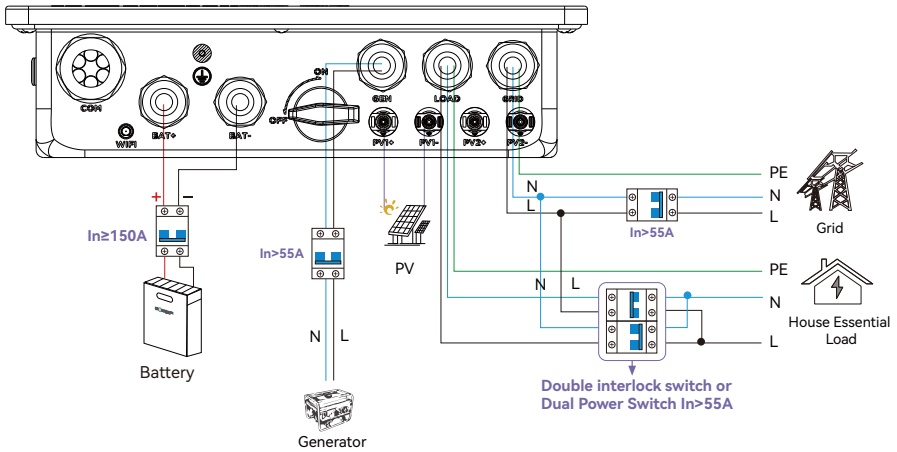 ON
OFF
COM
WIFI
BAT+
BAT-
GEN
LOAD
GRID
PV1+
PV1-
PV2+
PV2-
+
−
In≥150A
Battery
In>55A
N
L
Generator
PV
N
L
In>55A
PE
N
L
Grid
N
L
PE
N
L
House Essential
Load
Double interlock switch or
Dual Power Switch In>55A